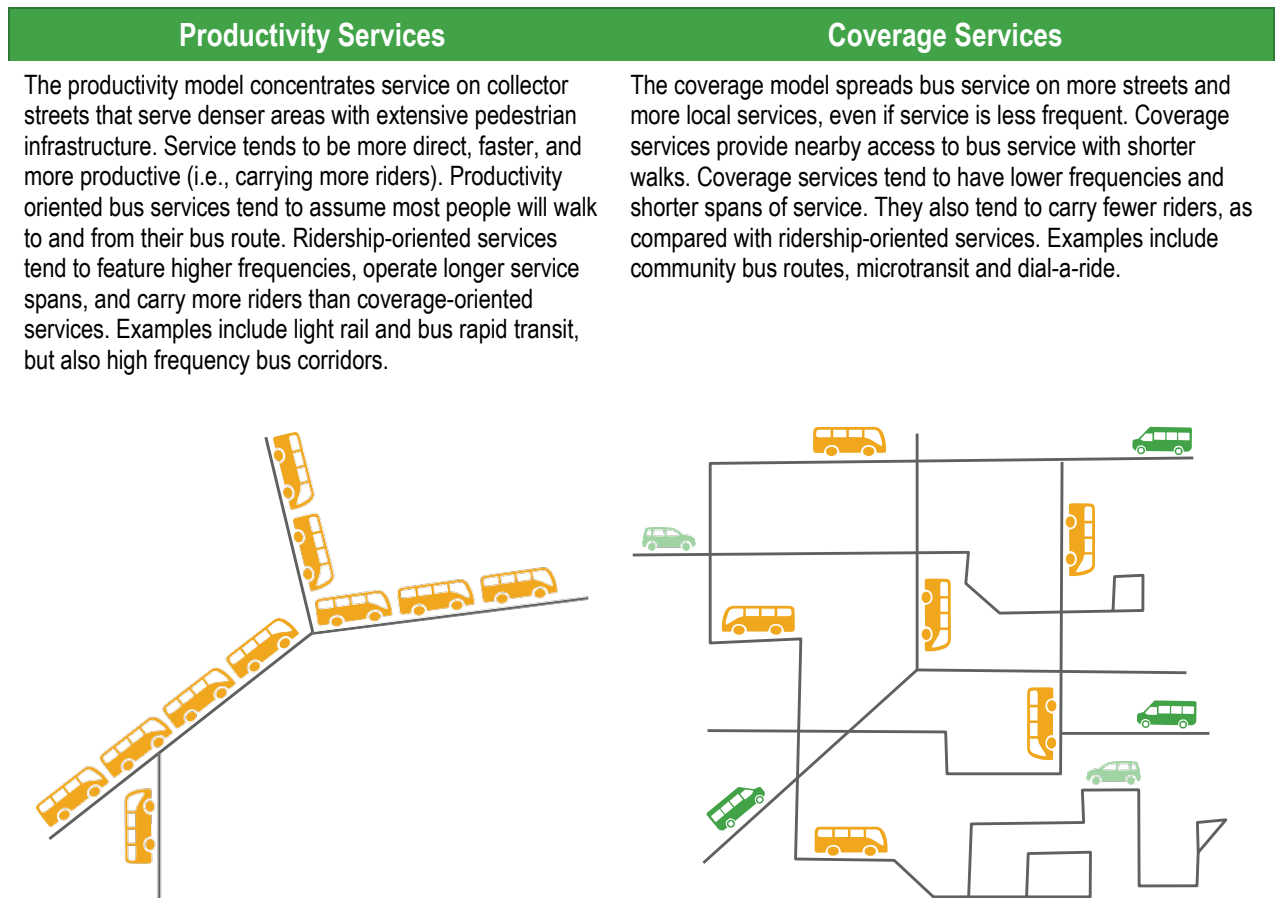 Productivity Services
Coverage Services
The productivity model concentrates service on collector
streets that serve denser areas with extensive pedestrian
infrastructure. Service tends to be more direct, faster, and
more productive (i.e., carrying more riders). Productivity
oriented bus services tend to assume most people will walk
to and from their bus route. Ridership-oriented services
tend to feature higher frequencies, operate longer service
spans, and carry more riders than coverage-oriented
services. Examples include light rail and bus rapid transit,
but also high frequency bus corridors.
The coverage model spreads bus service on more streets and
more local services, even if service is less frequent. Coverage
services provide nearby access to bus service with shorter
walks. Coverage services tend to have lower frequencies and
shorter spans of service. They also tend to carry fewer riders, as
compared with ridership-oriented services. Examples include
community bus routes, microtransit and dial-a-ride.